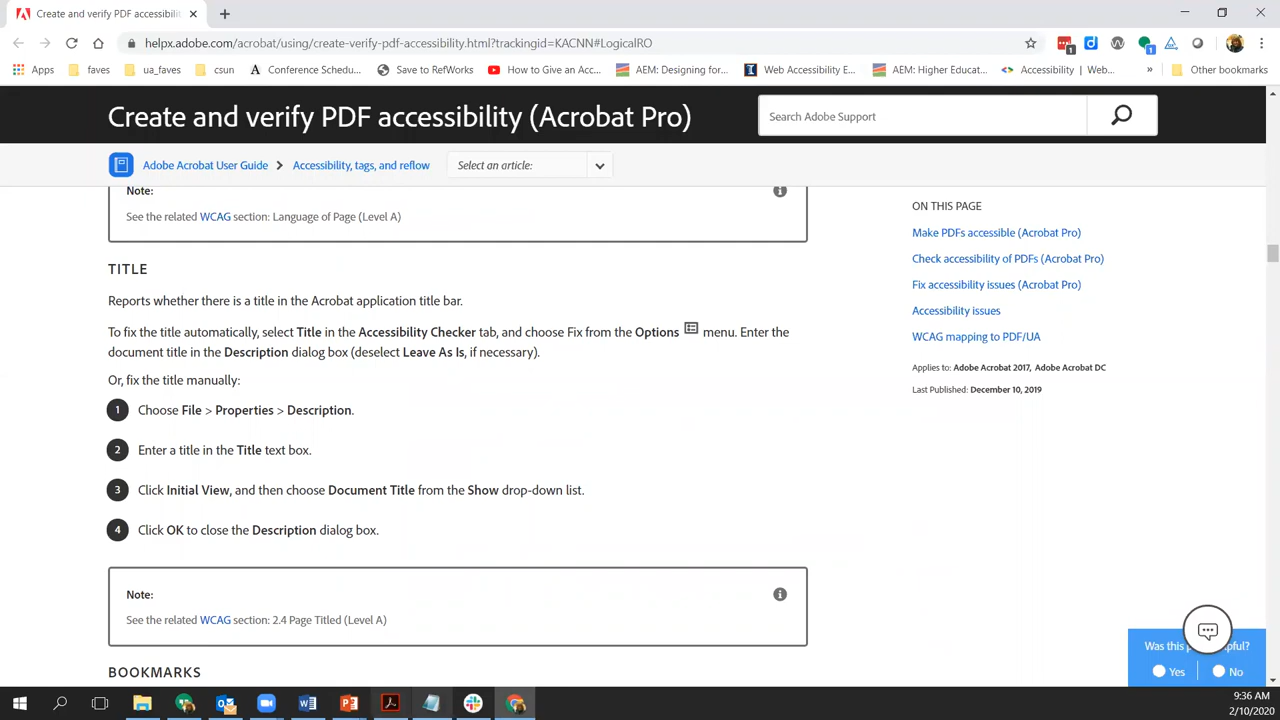 Create and verify PDF accessibilit
helpx.adobe.com/acrobat/using/create-verify-pdf-accessibility.html?trackingid=KACNN#LogicalRO
1
1
Apps
faves
ua_faves
csun
Conference Schedu...
Save to RefWorks
How to Give an Acc...
AEM: Designing for...
Web Accessibility E...
AEM: Higher Educat...
Accessibility | Web...
»
Other bookmarks
Create and verify PDF accessibility (Acrobat Pro)
Search Adobe Support
Adobe Acrobat User Guide
Accessibility, tags, and reflow
Select an article:
Note:
See the related WCAG section: Language of Page (Level A)
TITLE
Reports whether there is a title in the Acrobat application title bar.
To fix the title automatically, select Title in the Accessibility Checker tab, and choose Fix from the Options menu. Enter the
document title in the Description dialog box (deselect Leave As Is, if necessary).
Or, fix the title manually:
1 Choose File > Properties > Description.
2 Enter a title in the Title text box.
3 Click Initial View, and then choose Document Title from the Show drop-down list.
4 Click OK to close the Description dialog box.
Note:
See the related WCAG section: 2.4 Page Titled (Level A)
BOOKMARKS
ON THIS PAGE
Make PDFs accessible (Acrobat Pro)
Check accessibility of PDFs (Acrobat Pro)
Fix accessibility issues (Acrobat Pro)
Accessibility issues
WCAG mapping to PDF/UA
Applies to: Adobe Acrobat 2017, Adobe Acrobat DC
Last Published: December 10, 2019
Was this p lpful?
Yes
No
9:36 AM
2/10/2020